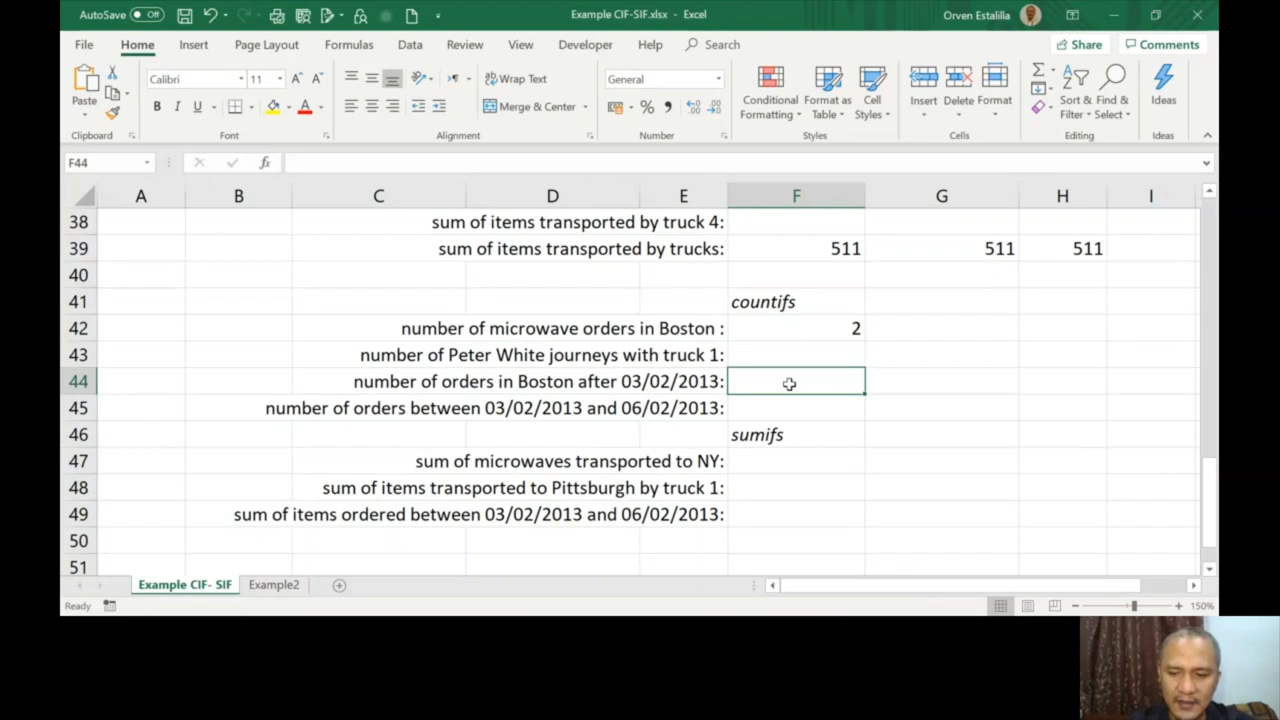 AutoSave Off Example CIF-SIF.xlsx - Excel Orven Estalilla
File Home Insert Page Layout Formulas Data Review View Developer Help Search Share Comments
Paste Calibri 11 Wrap Text General Conditional Formatting Format as Table Cell Styles Insert Delete Format Sort & Filter Find & Select Ideas
B I U A Merge & Center
Clipboard Font Alignment Number Styles Cells Editing Ideas
F44 fx
A B C D E F G H I
38 sum of items transported by truck 4:
39 sum of items transported by trucks: 511 511 511
40
41 countifs
42 number of microwave orders in Boston : 2
43 number of Peter White journeys with truck 1:
44 number of orders in Boston after 03/02/2013:
45 number of orders between 03/02/2013 and 06/02/2013:
46 sumifs
47 sum of microwaves transported to NY:
48 sum of items transported to Pittsburgh by truck 1:
49 sum of items ordered between 03/02/2013 and 06/02/2013:
50
51
Example CIF- SIF Example2
Ready 150%